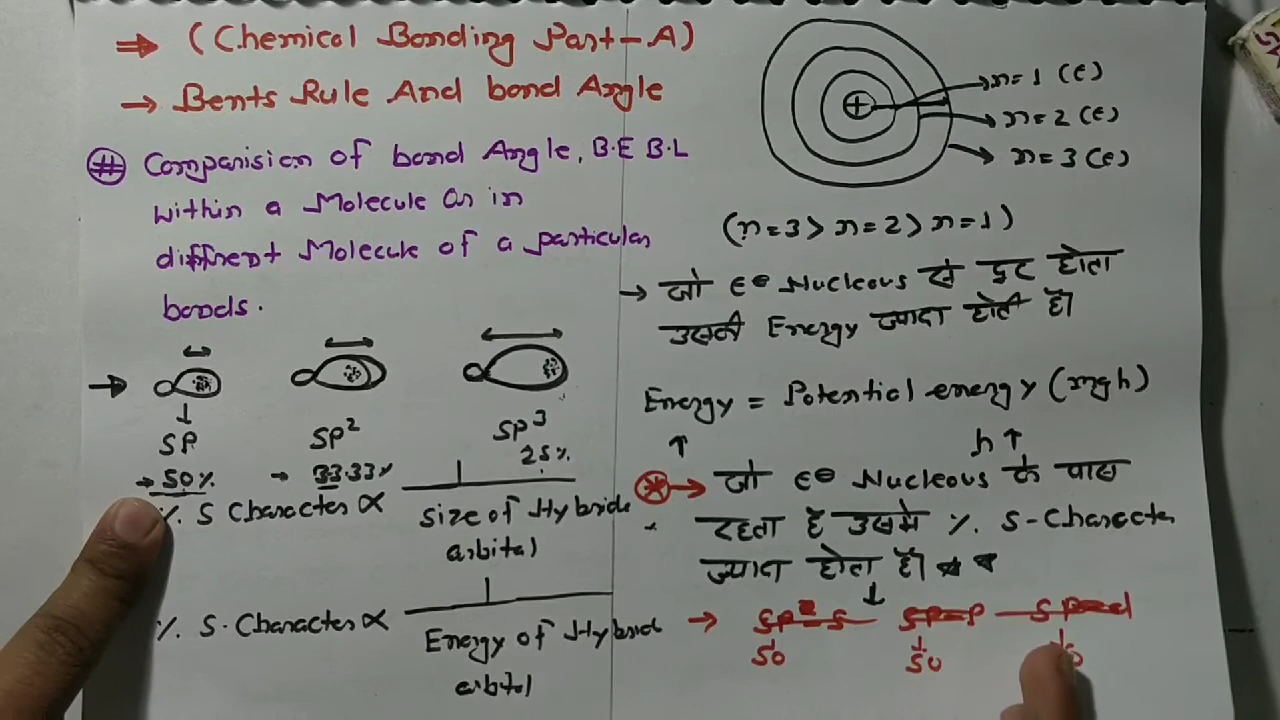 ⇒ (Chemical Bonding Part-A)
→ Bents Rule And bond Angle
# Comparision of bond Angle, B.E B.L
within a Molecule or in
different Molecule of a particular
bonds.
→
SP SP² SP³
→ 50% → 33.33% 25%
% S Character ∝ 1
Size of Hybride
orbital
% S-Character ∝ 1
Energy of Hybrid
orbital
+
→ n=1 (e)
→ n=2 (e)
→ n=3 (e)
(n=3 > n=2 > n=1)
→ जो e⊖ Nucleous से दूर होता
उसकी Energy ज्यादा होती है।
Energy = Potential energy (mgh)
↑ h↑
→ जो e⊖ Nucleous के पास
रहता है उसमे % S-Character
ज्यादा होता है।
→
50 50